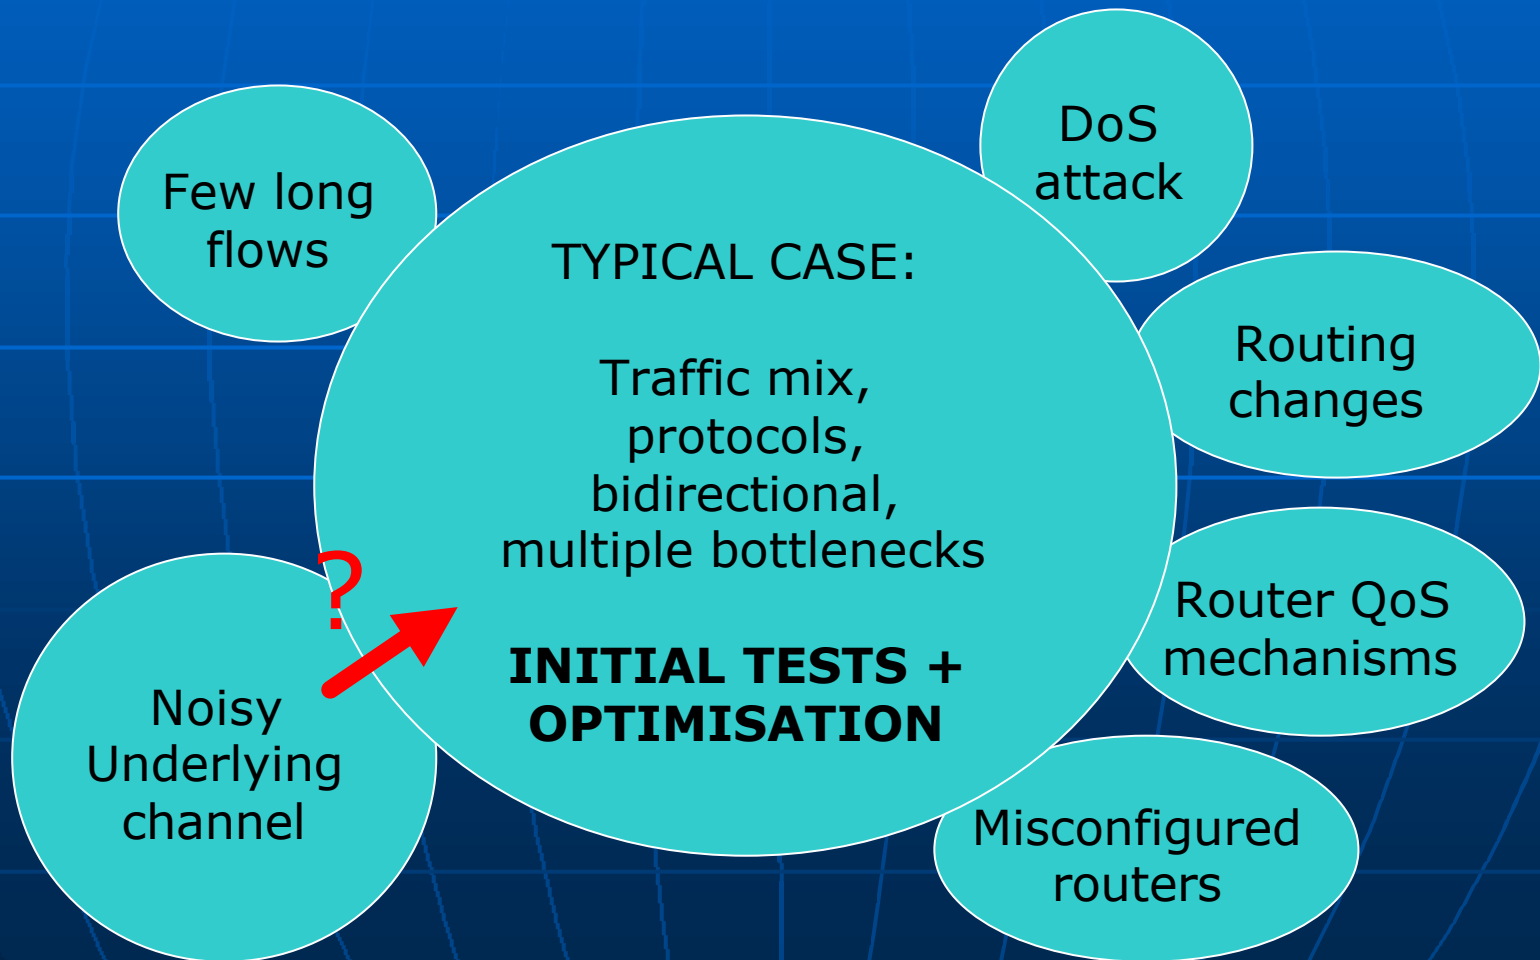 Few long
flows
DoS
attack
TYPICAL CASE:
Traffic mix,
protocols,
bidirectional,
multiple bottlenecks
INITIAL TESTS +
OPTIMISATION
Routing
changes
Router QoS
mechanisms
?
Noisy
Underlying
channel
Misconfigured
routers